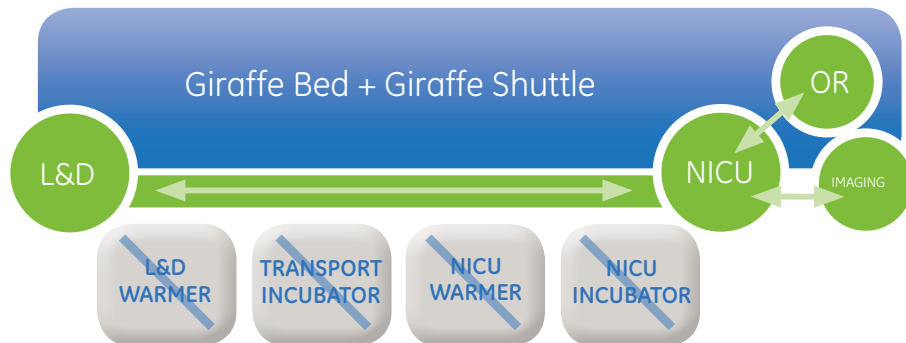 Giraffe Bed + Giraffe Shuttle
OR
L&D
NICU
IMAGING
L&D
WARMER
TRANSPORT
INCUBATOR
NICU
WARMER
NICU
INCUBATOR